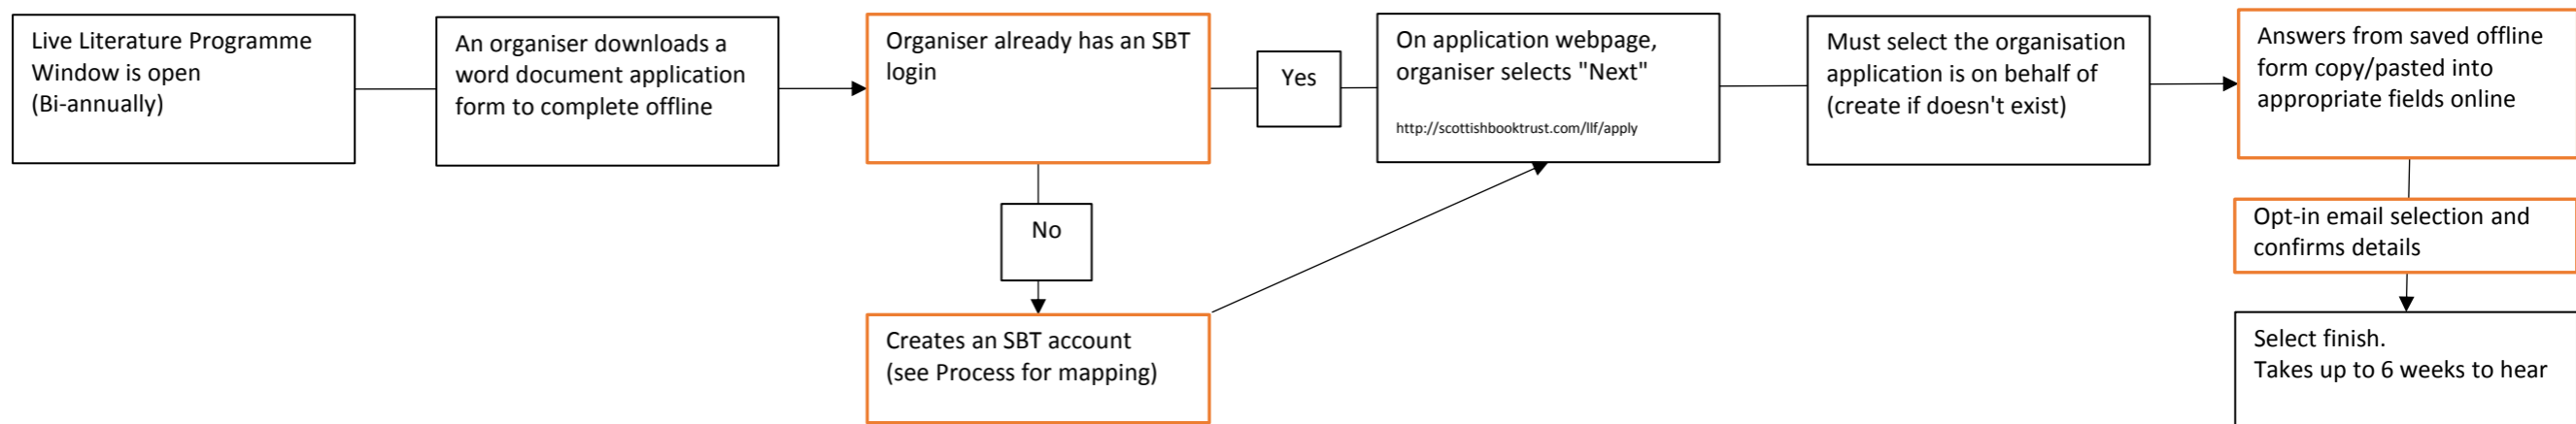 Live Literature Programme
Window is open
(Bi-annually)
An organiser downloads a
word document application
form to complete offline
Organiser already has an SBT
login
Yes
On application webpage,
organiser selects "Next"
http://scottishbooktrust.com/llf/apply
Must select the organisation
application is on behalf of
(create if doesn't exist)
Answers from saved offline
form copy/pasted into
appropriate fields online
No
Opt-in email selection and
confirms details
Creates an SBT account
(see Process for mapping)
Select finish.
Takes up to 6 weeks to hear